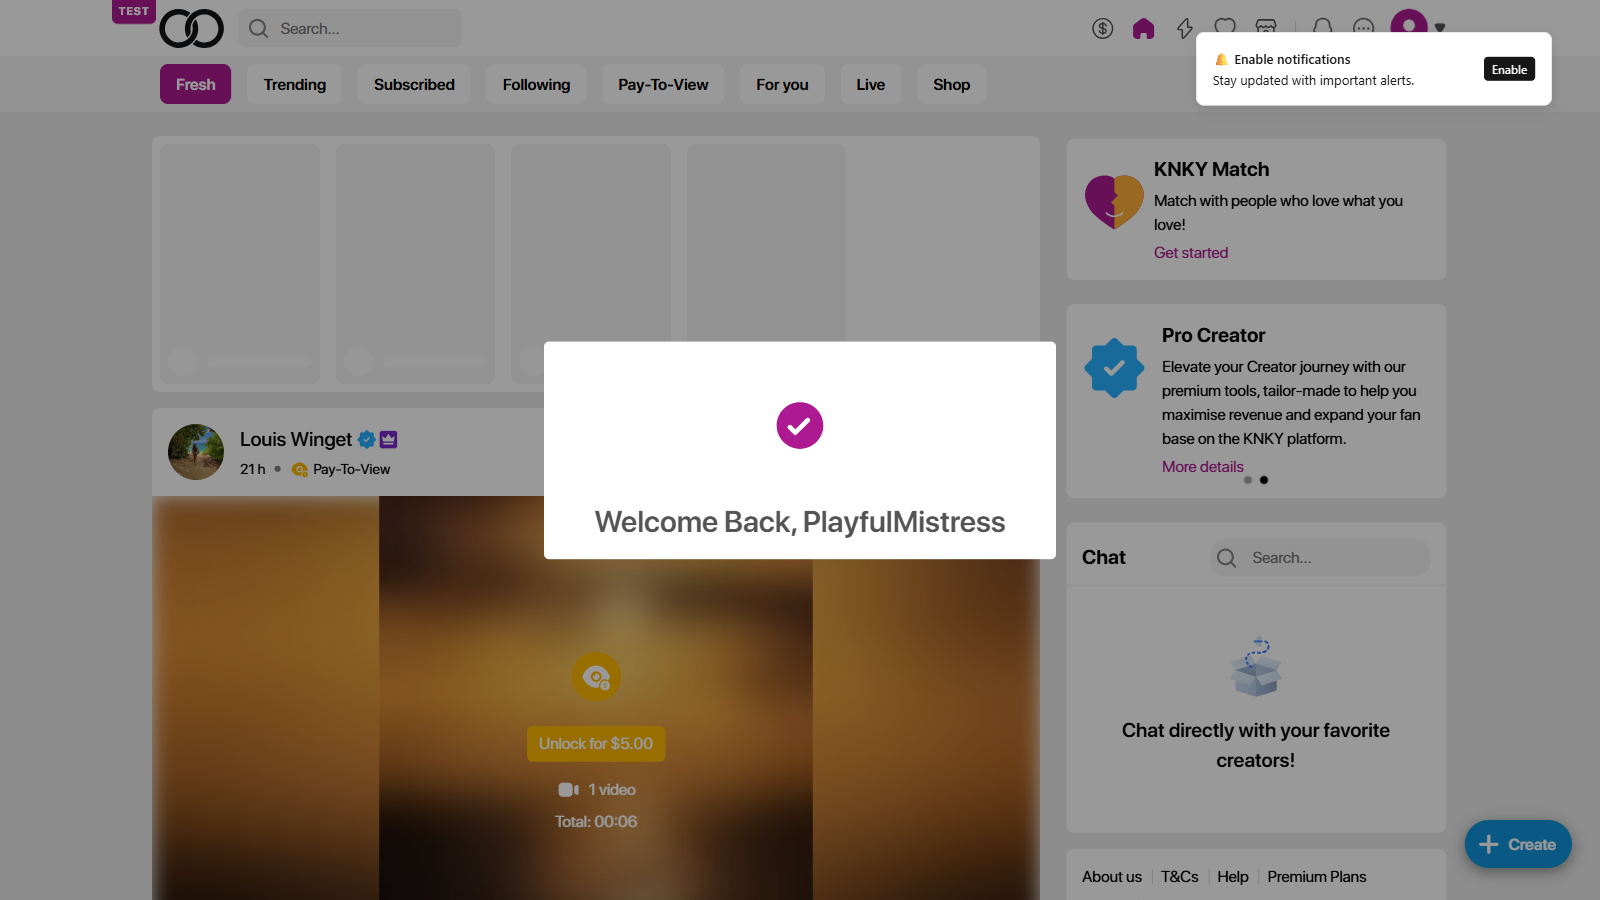 TEST
Search...
Fresh
Trending
Subscribed
Following
Pay-To-View
For you
Live
Shop
Enable notifications
Stay updated with important alerts.
Enable
KNKY Match
Match with people who love what you
love!
Get started
Pro Creator
Elevate your Creator journey with our
premium tools, tailor-made to help you
maximise revenue and expand your fan
base on the KNKY platform.
More details
Louis Winget
21 h • Pay-To-View
Welcome Back, PlayfulMistress
Unlock for $5.00
1 video
Total: 00:06
Chat
Search...
Chat directly with your favorite
creators!
Create
About us
T&Cs
Help
Premium Plans